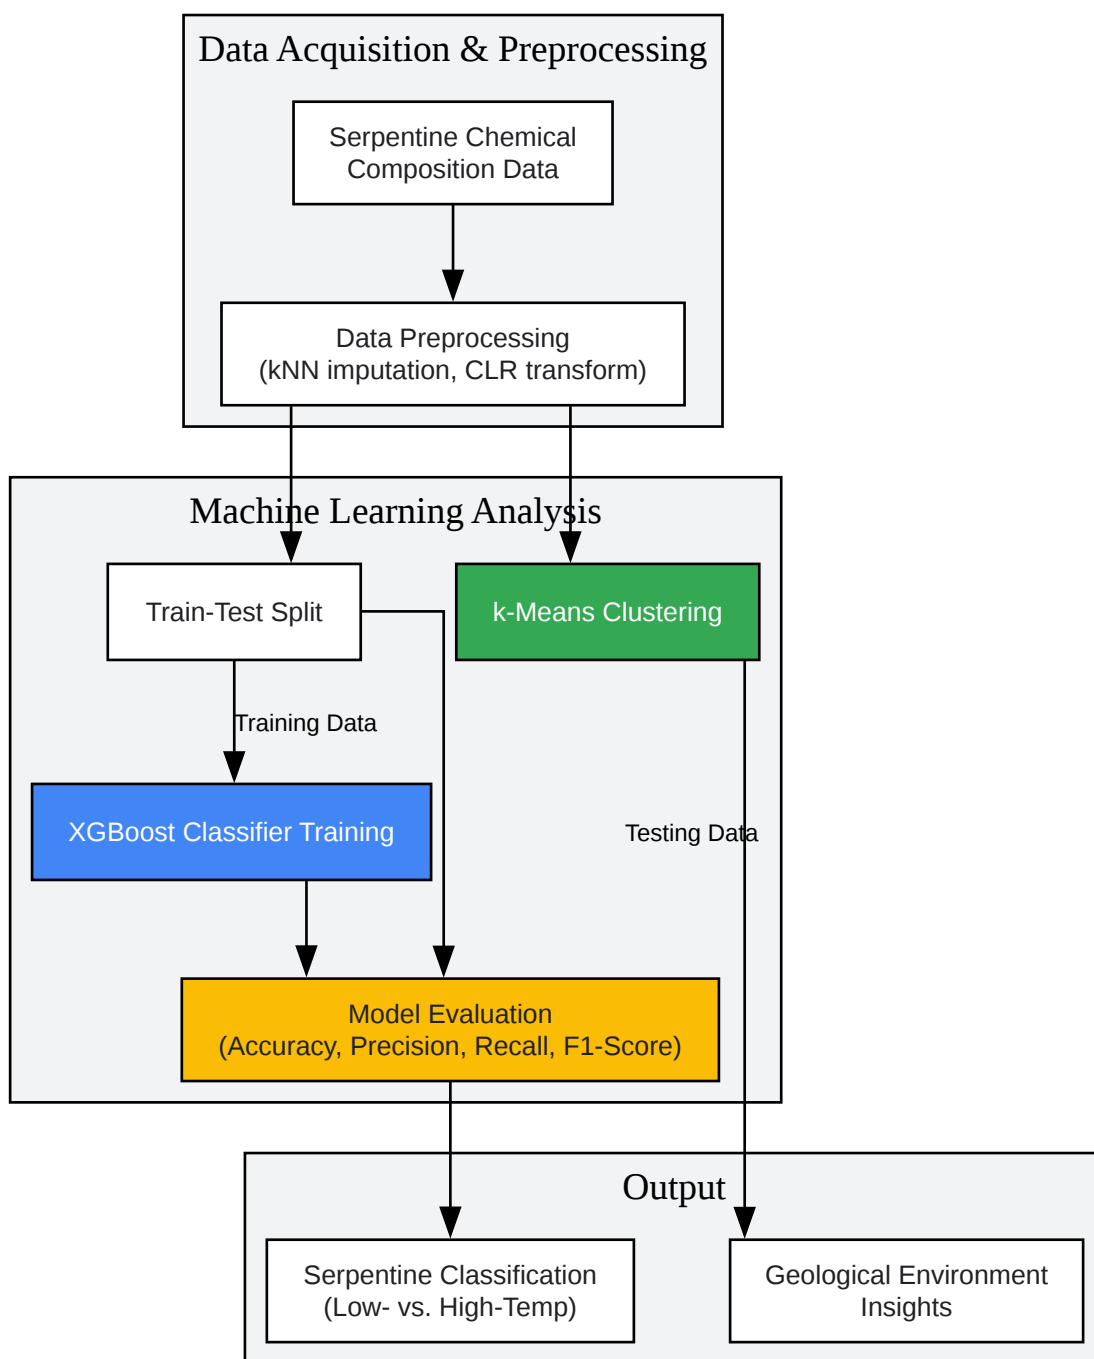 Data Acquisition & Preprocessing
Serpentine Chemical
Composition Data
Data Preprocessing
(kNN imputation, CLR transform)
Machine Learning Analysis
Train-Test Split
k-Means Clustering
Training Data
XGBoost Classifier Training
Testing Data
Model Evaluation
(Accuracy, Precision, Recall, F1-Score)
Output
Serpentine Classification
(Low- vs. High-Temp)
Geological Environment
Insights